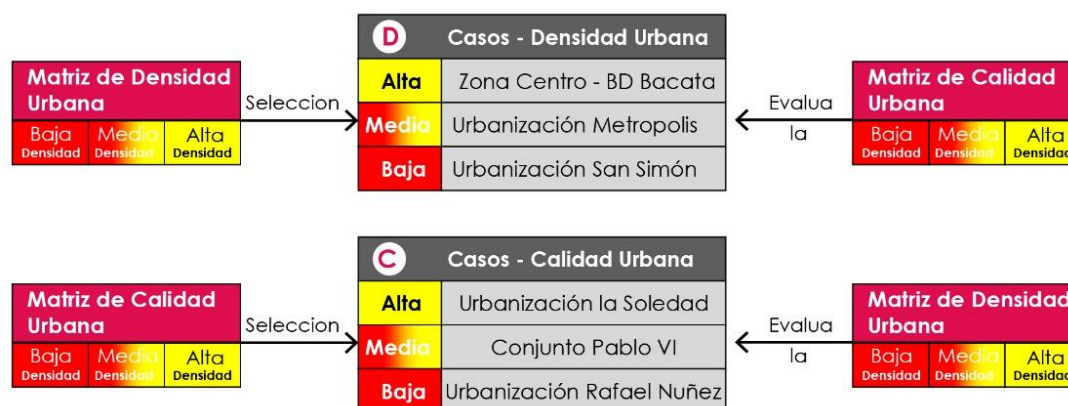 D Casos - Densidad Urbana
Matriz de Densidad
Urbana
Baja Media Alta
Densidad Densidad Densidad
Seleccion
Alta Zona Centro - BD Bacata
Media Urbanización Metropolis
Baja Urbanización San Simón
Evalua
la
Matriz de Calidad
Urbana
Baja Media Alta
Densidad Densidad Densidad
C Casos - Calidad Urbana
Matriz de Calidad
Urbana
Baja Media Alta
Densidad Densidad Densidad
Seleccion
Alta Urbanización la Soledad
Media Conjunto Pablo VI
Baja Urbanización Rafael Nuñez
Evalua
la
Matriz de Densidad
Urbana
Baja Media Alta
Densidad Densidad Densidad